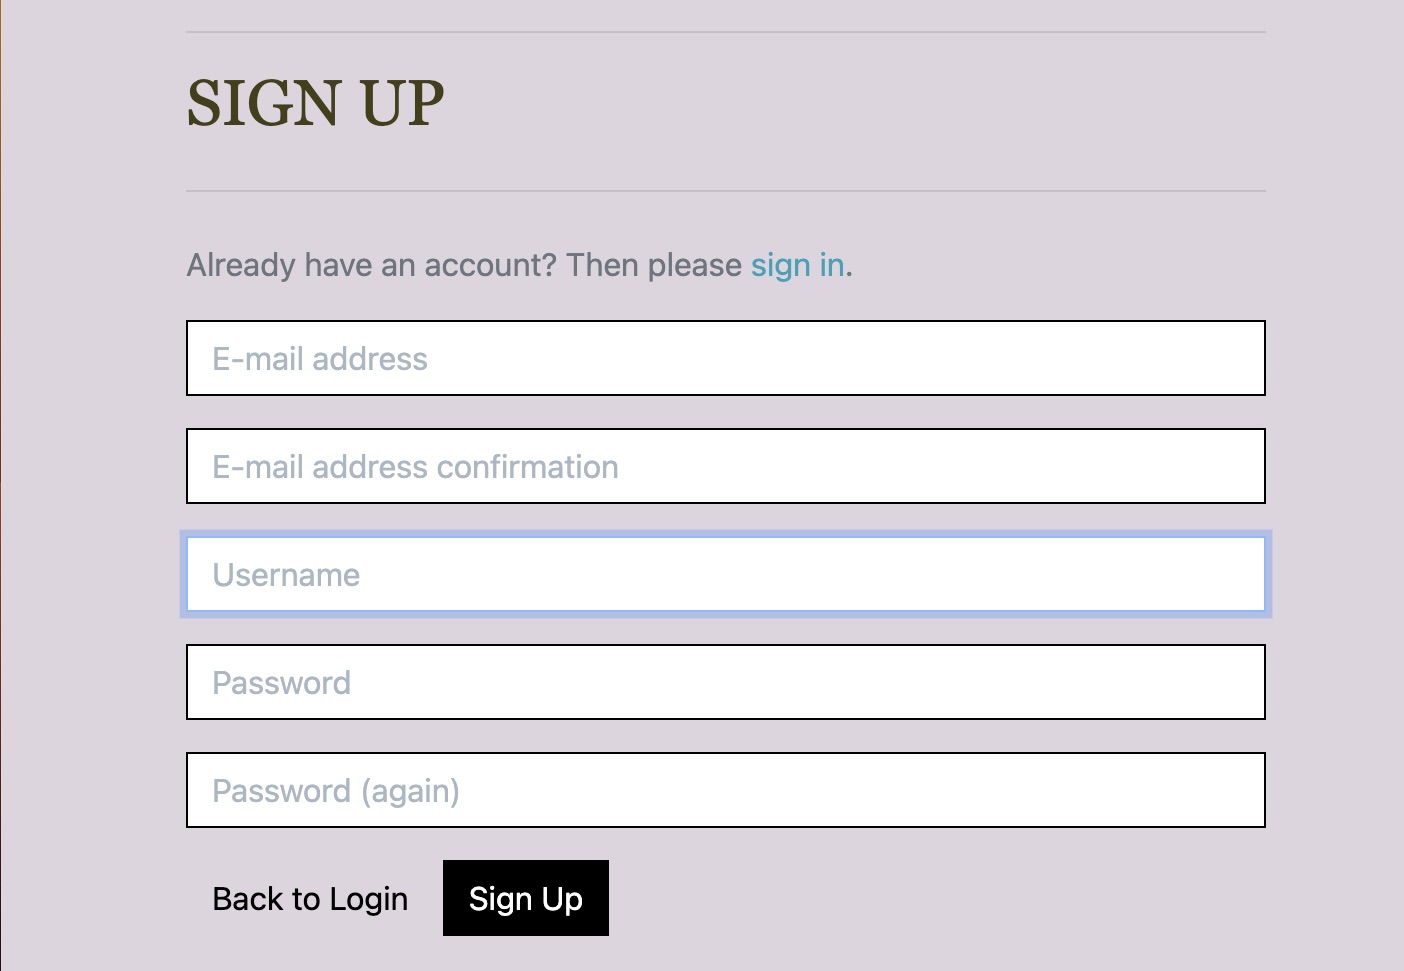 SIGN UP
Already have an account? Then please sign in.
E-mail address
E-mail address confirmation
Username
Password
Password (again)
Back to Login Sign Up